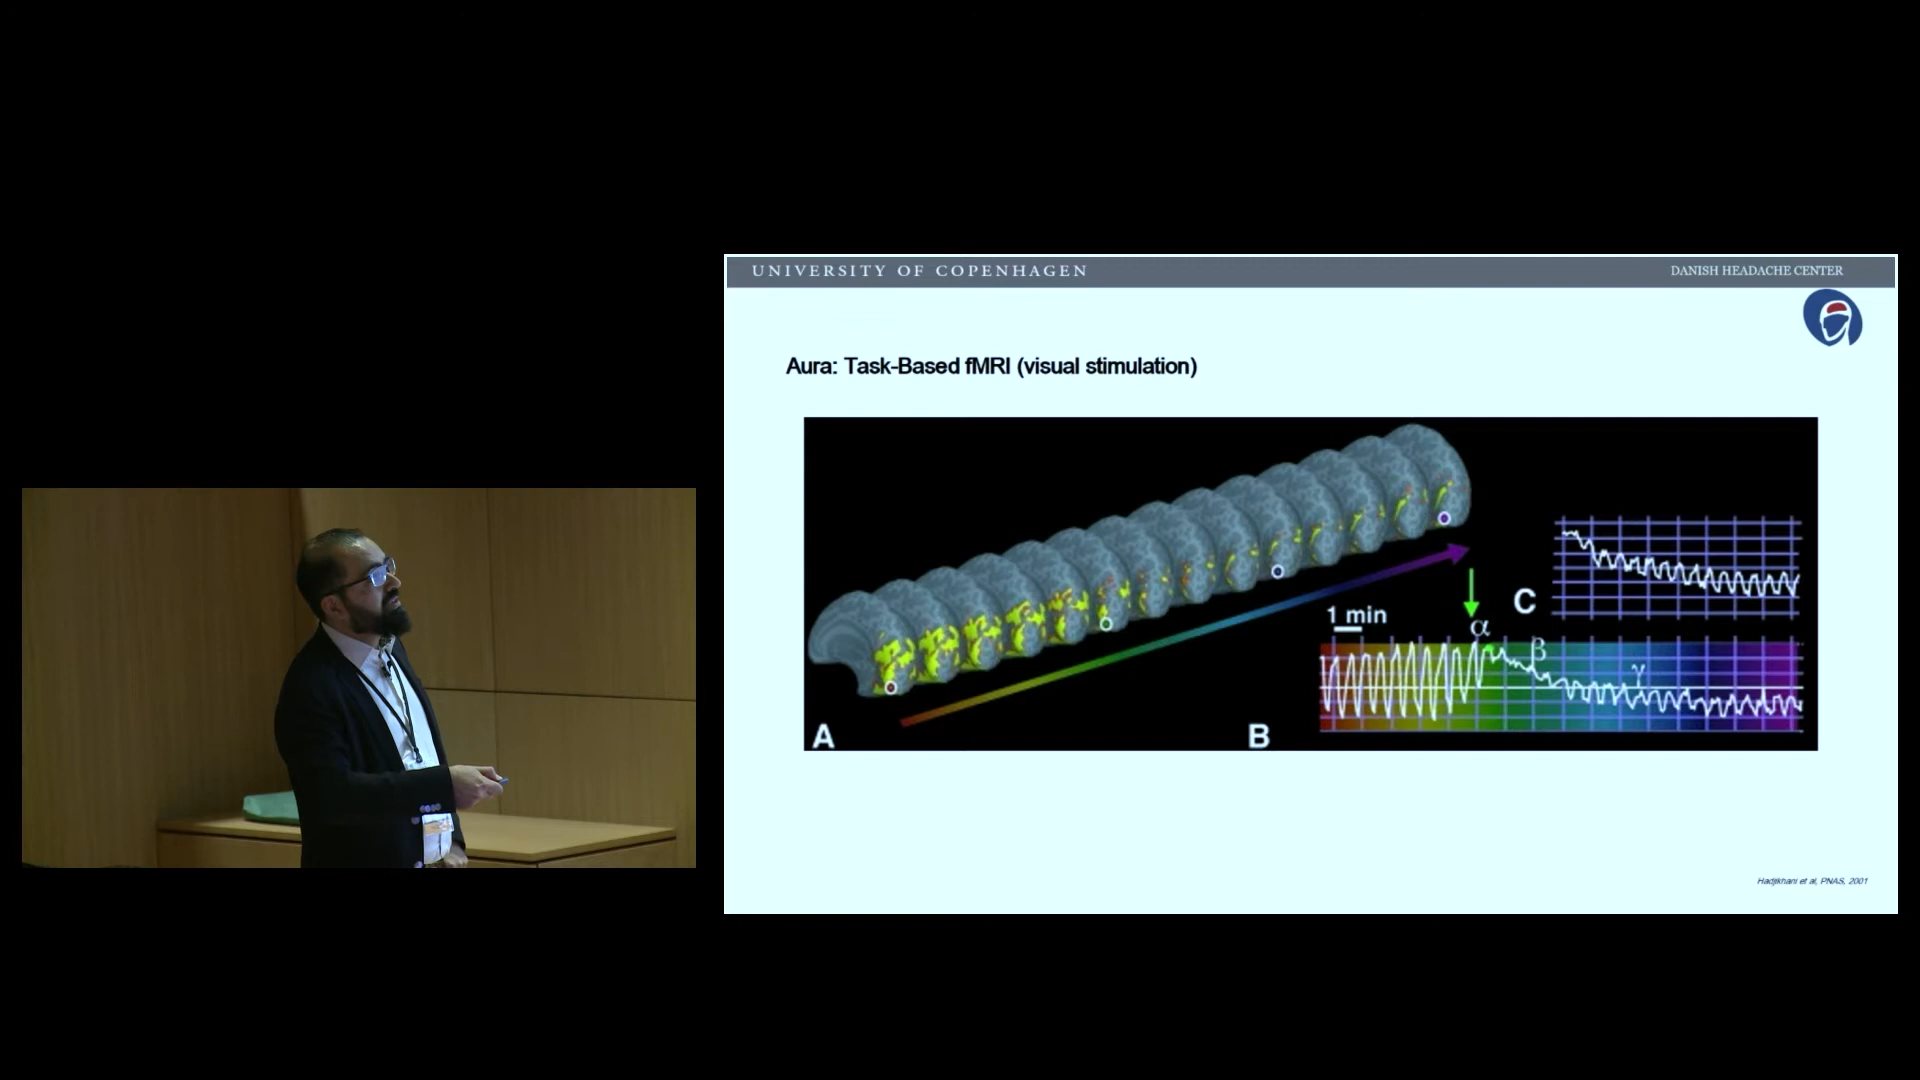 UNIVERSITY OF COPENHAGEN
DANISH HEADACHE CENTER
Aura: Task-Based fMRI (visual stimulation)
A
B
1 min
α
β
γ
C
Hadjikhani et al, PNAS, 2001